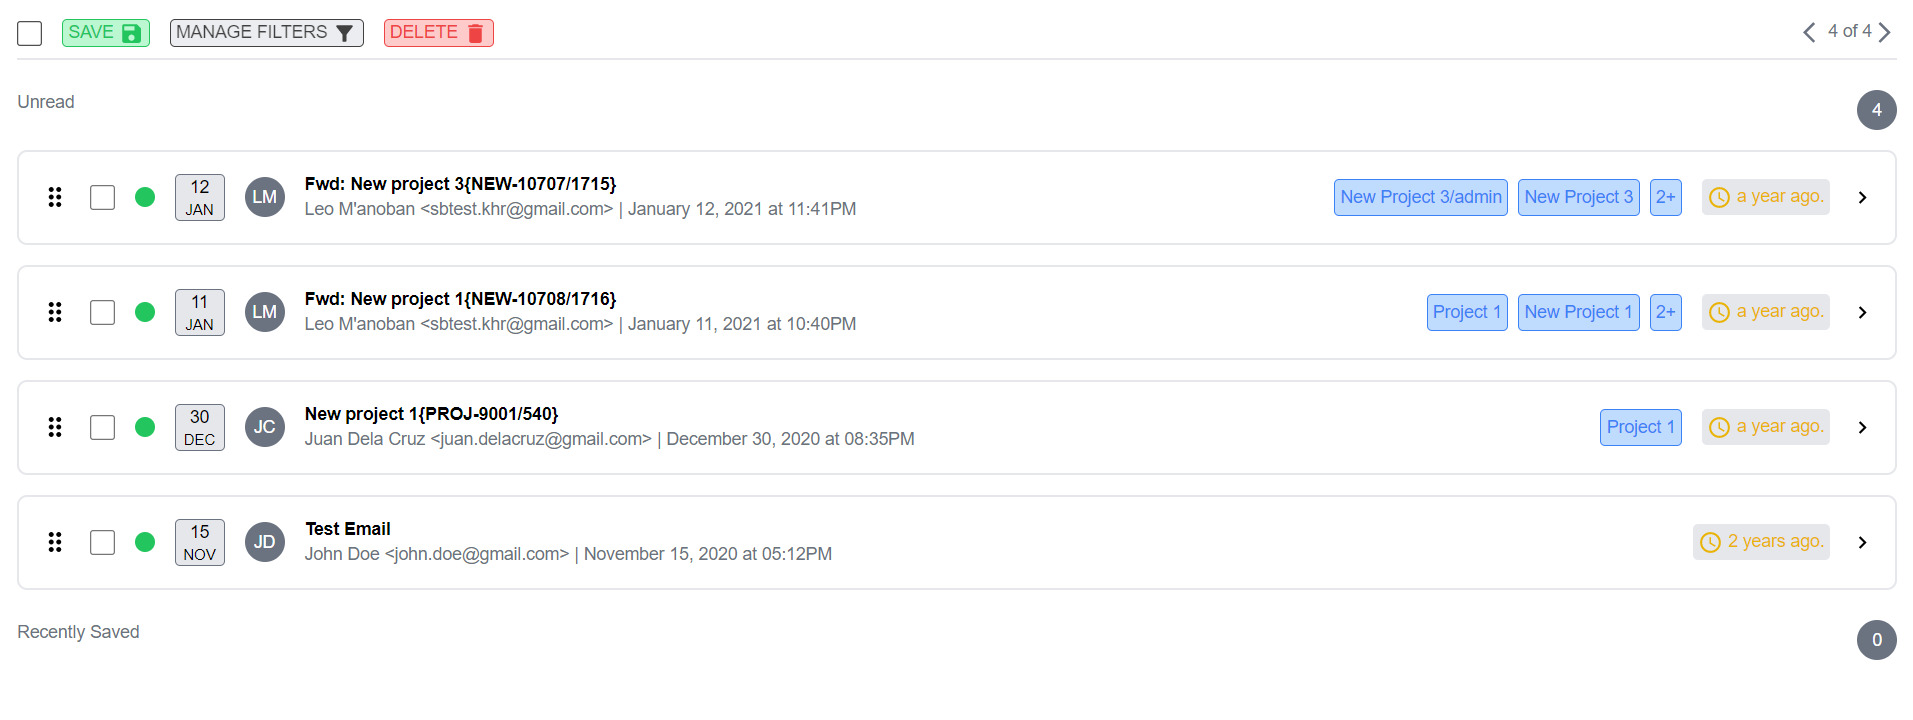 SAVE MANAGE FILTERS DELETE 4 of 4
Unread 4
12 JAN
LM
Fwd: New project 3{NEW-10707/1715}
Leo M'anoban <sbtest.khr@gmail.com> | January 12, 2021 at 11:41PM
New Project 3/admin New Project 3 2+ a year ago.
11 JAN
LM
Fwd: New project 1{NEW-10708/1716}
Leo M'anoban <sbtest.khr@gmail.com> | January 11, 2021 at 10:40PM
Project 1 New Project 1 2+ a year ago.
30 DEC
JC
New project 1{PROJ-9001/540}
Juan Dela Cruz <juan.delacruz@gmail.com> | December 30, 2020 at 08:35PM
Project 1 a year ago.
15 NOV
JD
Test Email
John Doe <john.doe@gmail.com> | November 15, 2020 at 05:12PM
2 years ago.
Recently Saved 0